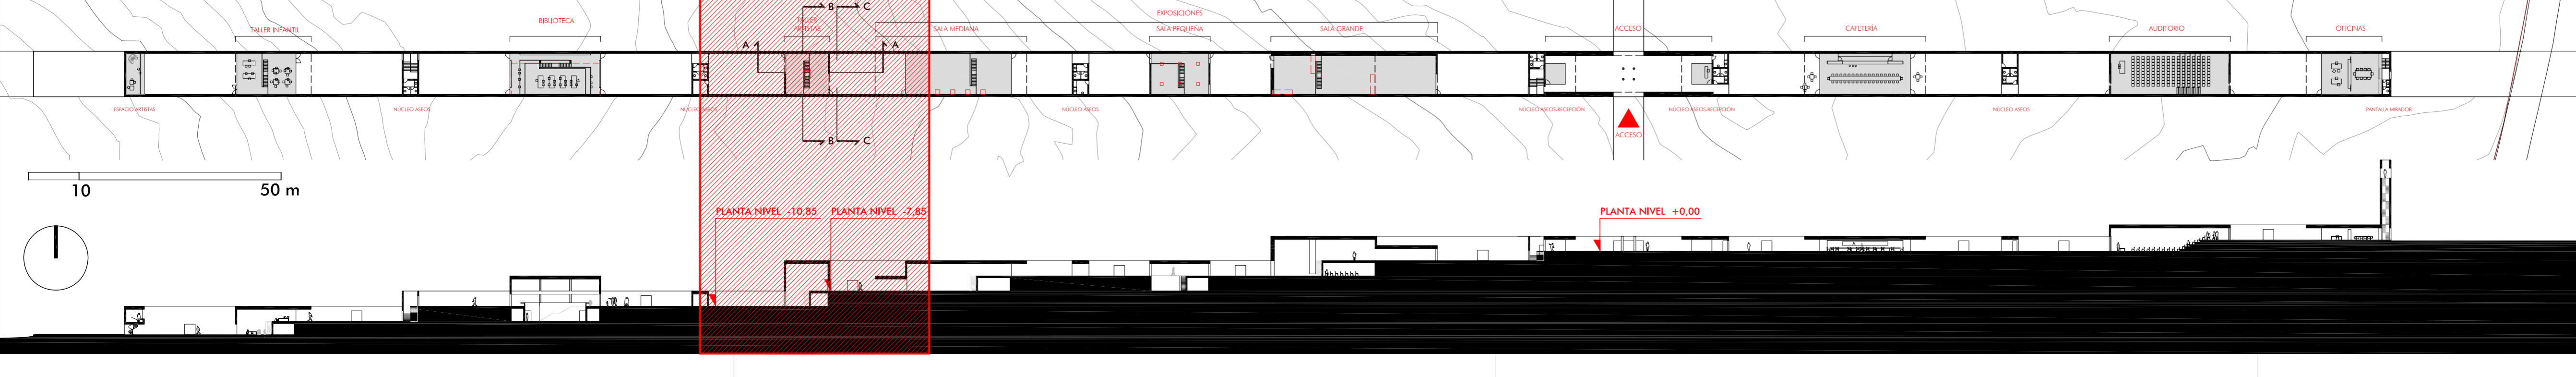 B
C
EXPOSICIONES
BIBLIOTECA
TALLER
ARTISTAS
TALLER INFANTIL
SALA MEDIANA
SALA PEQUEÑA
SALA GRANDE
ACCESO
CAFETERÍA
AUDITORIO
OFICINAS
A
A
ESPACIO ARTISTAS
NÚCLEO ASEOS
NÚCLEO ASEOS
NÚCLEO ASEOS
NÚCLEO ASEOS-RECEPCIÓN
NÚCLEO ASEOS-RECEPCIÓN
NÚCLEO ASEOS
PANTALLA MIRADOR
ACCESO
B
C
10
50 m
PLANTA NIVEL -10,85
PLANTA NIVEL -7,85
PLANTA NIVEL +0,00